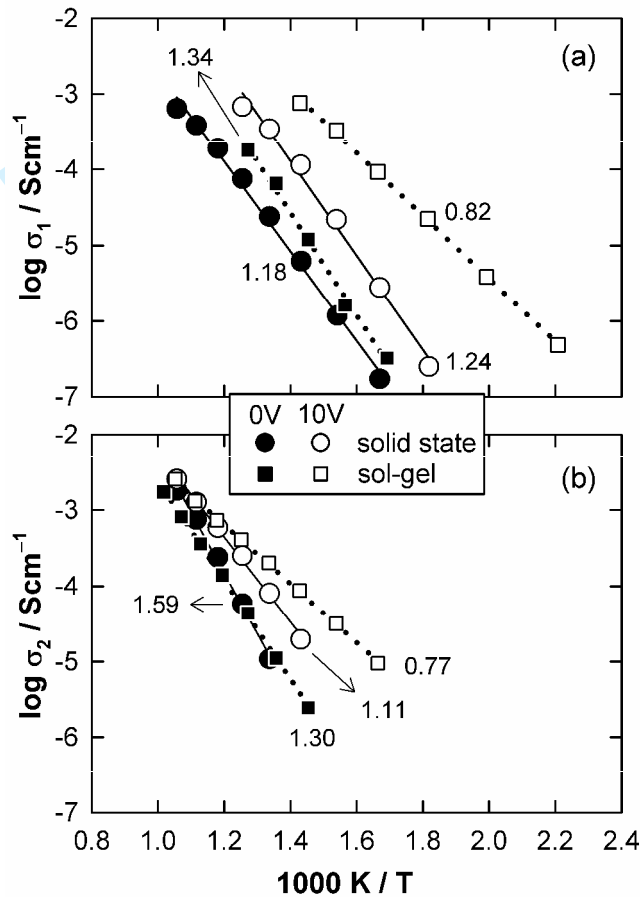 -2
(a)
1.34
-3
-4
0.82
-5
1.18
-6
1.24
-7
log σ₁ / Scm⁻¹
0V 10V
solid state
sol-gel
-2
(b)
-3
-4
1.59
-5
0.77
1.11
-6
1.30
-7
log σ₂ / Scm⁻¹
0.8 1.0 1.2 1.4 1.6 1.8 2.0 2.2 2.4
1000 K / T